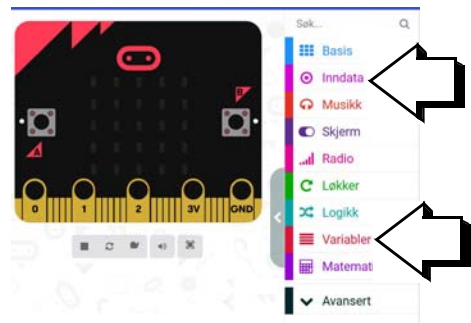 Søk...
Basis
Inndata
Musikk
Skjerm
Radio
Løkker
Logikk
Variabler
Matemat
Avansert
B
A
0 1 2 3V GND